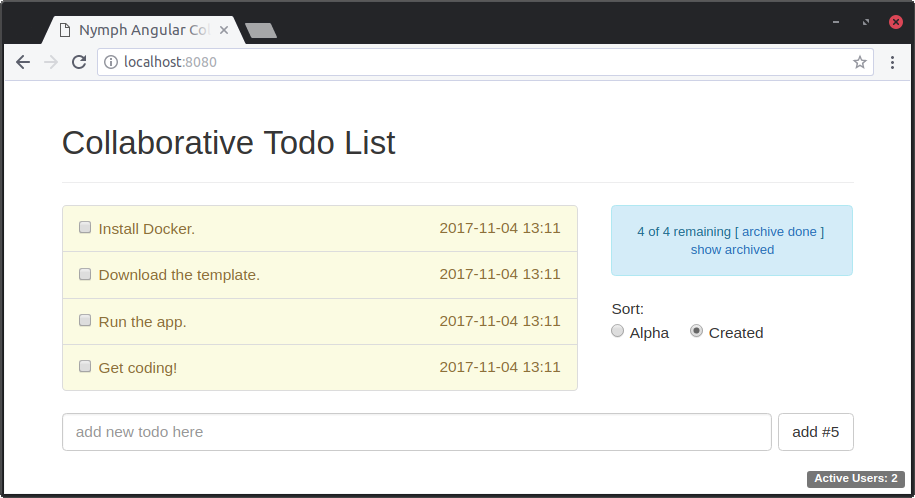 Nymph Angular Col
localhost:8080
Collaborative Todo List
Install Docker. 2017-11-04 13:11
Download the template. 2017-11-04 13:11
Run the app. 2017-11-04 13:11
Get coding! 2017-11-04 13:11
4 of 4 remaining [ archive done ]
show archived
Sort:
Alpha Created
add new todo here add #5
Active Users: 2